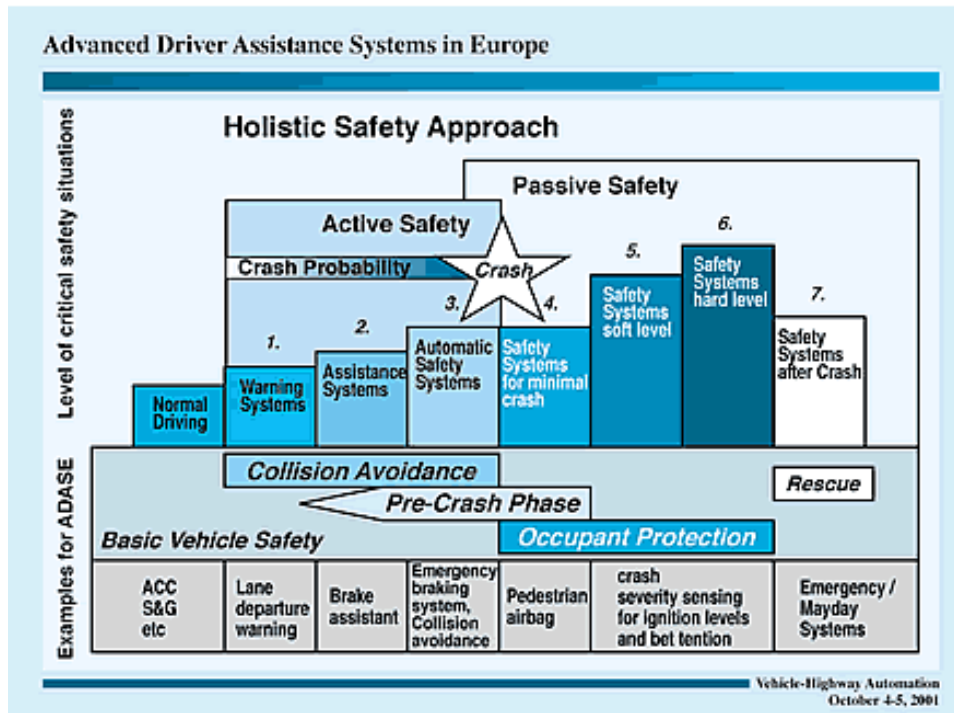 Advanced Driver Assistance Systems in Europe
Level of critical safety situations
Holistic Safety Approach
Passive Safety
Active Safety
Crash Probability
Crash
1.
2.
3.
4.
5.
6.
7.
Normal
Driving
Warning
Systems
Assistance
Systems
Automatic
Safety
Systems
Safety
Systems
for minimal
crash
Safety
Systems
soft level
Safety
Systems
hard level
Safety
Systems
after Crash
Examples for ADASE
Collision Avoidance
Pre-Crash Phase
Rescue
Basic Vehicle Safety
Occupant Protection
ACC
S&G
etc
Lane
departure
warning
Brake
assistant
Emergency
braking
system,
Collision
avoidance
Pedestrian
airbag
crash
severity sensing
for ignition levels
and bet tention
Emergency /
Mayday
Systems
Vehicle-Highway Automation
October 4-5, 2001